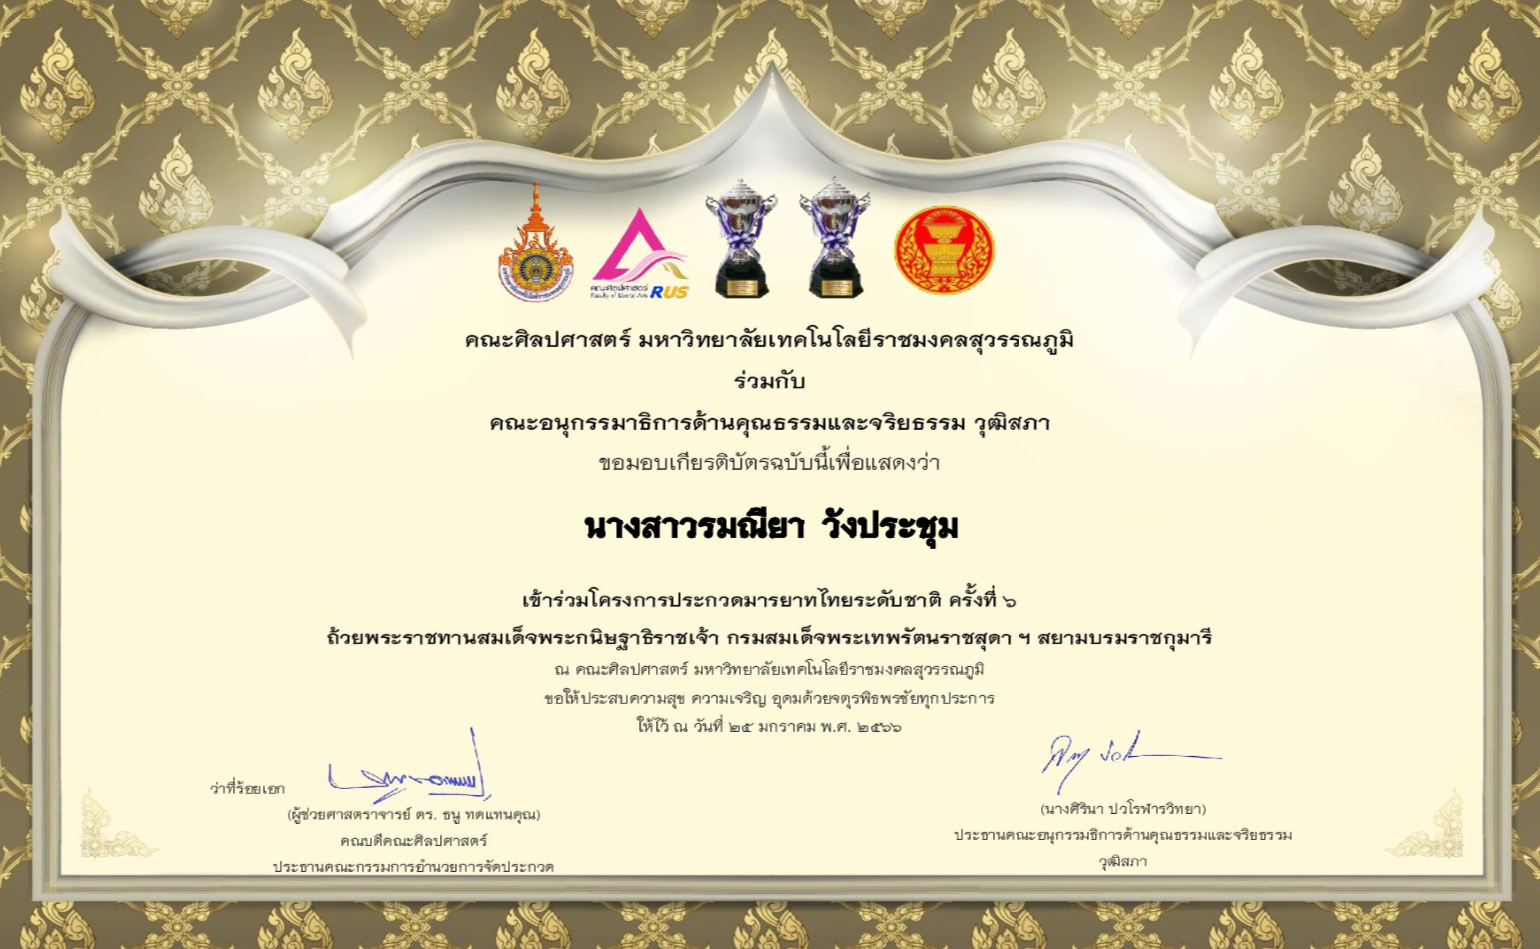 คณะศิลปศาสตร์
Faculty of Liberal Arts RUS
คณะศิลปศาสตร์ มหาวิทยาลัยเทคโนโลยีราชมงคลสุวรรณภูมิ
ร่วมกับ
คณะอนุกรรมาธิการด้านคุณธรรมและจริยธรรม วุฒิสภา
ขอมอบเกียรติบัตรฉบับนี้เพื่อแสดงว่า
นางสาวรมณียา วังประชุม
เข้าร่วมโครงการประกวดมารยาทไทยระดับชาติ ครั้งที่ ๖
ถ้วยพระราชทานสมเด็จพระกนิษฐาธิราชเจ้า กรมสมเด็จพระเทพรัตนราชสุดา ฯ สยามบรมราชกุมารี
ณ คณะศิลปศาสตร์ มหาวิทยาลัยเทคโนโลยีราชมงคลสุวรรณภูมิ
ขอให้ประสบความสุข ความเจริญ อุดมด้วยจตุรพิธพรชัยทุกประการ
ให้ไว้ ณ วันที่ ๒๕ มกราคม พ.ศ. ๒๕๖๖
ว่าที่ร้อยเอก
(ผู้ช่วยศาสตราจารย์ ดร. ธนู ทดแทนคุณ)
คณบดีคณะศิลปศาสตร์
ประธานคณะกรรมการอำนวยการจัดประกวด
(นางศิรินา ปวโรฬารวิทยา)
ประธานคณะอนุกรรมธิการด้านคุณธรรมและจริยธรรม
วุฒิสภา